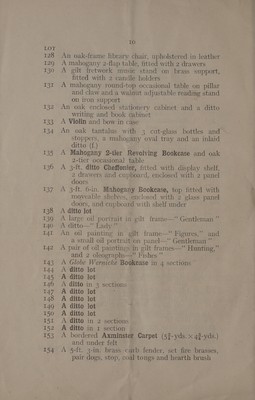 10
LOT
128 An oak-frame library chair, upholstered in leather
129 A mahogany 2-flap table, fitted with 2 drawers
130 A gilt fretwork music stand on brass support,
fitted with 2 candle holders
131 A mahogany round-top occasional table on pillar
and claw and a walnut adjustable reading stand
on iron support
132 An oak enclosed stationery cabinet and a ditto
writing and book cabinet
133 A Violin and bow in case
134 An oak tantalus with 3 cut-glass bottles and
stoppers, a mahogany oval tray and an inlaid
ditto (f.)
135 A Mahogany 2-tier Revolving Bookcase and oak
2-tier occasional table
136 A 3-ft. ditto Cheffonier, fitted with display shelf,
2 drawers and cupboard, enclosed with 2 panel
doors
137 A 3-ft. 6-in. Mahogany Bookcase, top fitted with
moveable shelves, enclosed with 2 glass panel
doors, and cupboard with shelf under
138 A ditto lot
139 A large oil portrait in gilt frame—" Gentleman "
140 A ditto—" Lady "
141 An oil painting in gilt frame—" Figures," and
a small oil portrait on panel—" Gentleman "
142 A pair of oil paintings in gilt frames—" Hunting,"
and 2 oleographs—" Fishes "
143 A Globe Wernicke Bookcase in 4 sections
144 A ditto lot
145 A ditto lot
146 A ditto in 3 sections
147 A ditto lot
148 A ditto lot
149 A ditto lot
150 A ditto lot
151 A ditto in 2 sections
152 A ditto in 1 section
153 A bordered Axminster Carpet (5¾-yds. × 4¾-yds.)
and under felt
154 A 5-ft. 3-in. brass curb fender, set fire brasses,
pair dogs, stop, coal tongs and hearth brush